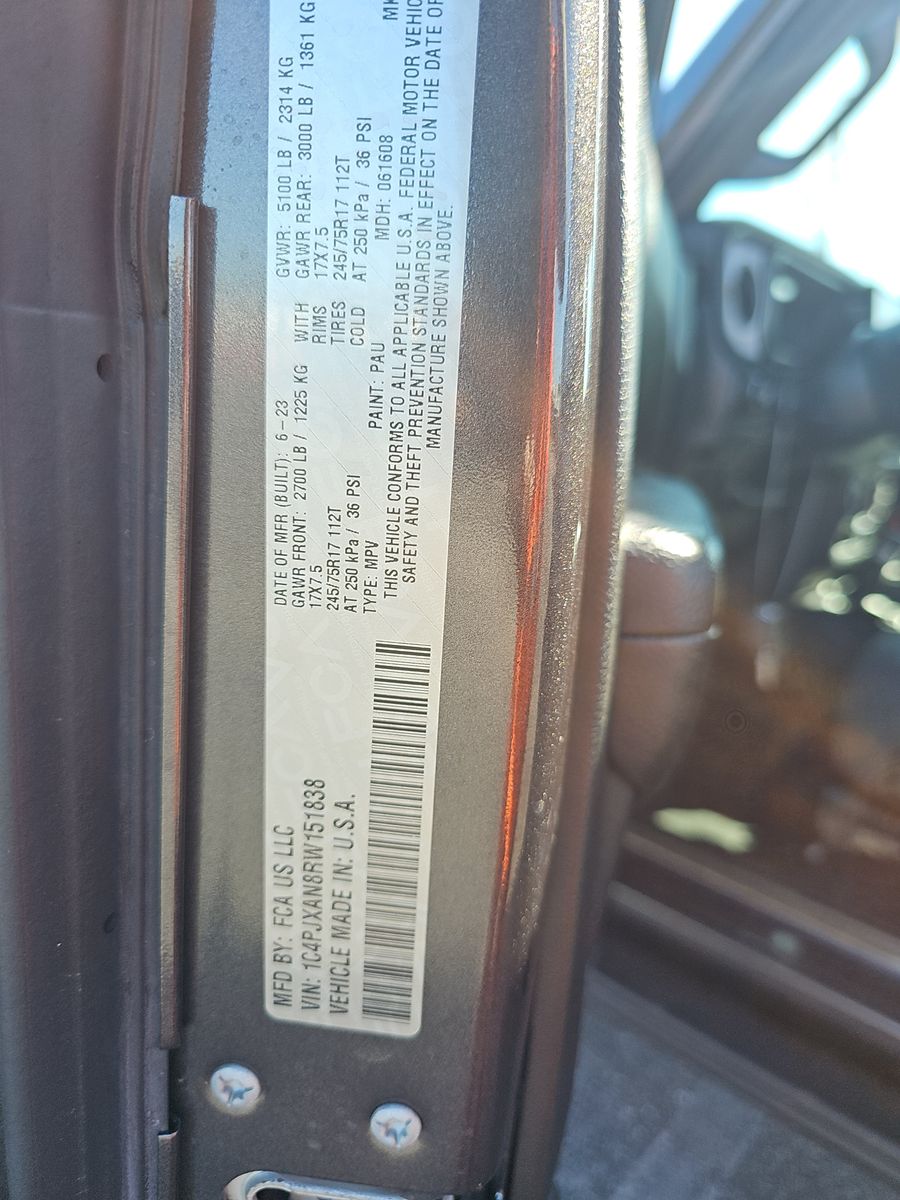 MFD BY: FCA US LLC
VIN: 1C4PJXAN8RW151838
VEHICLE MADE IN: U.S.A.
DATE OF MFR (BUILT): 6-23 GVWR: 5100 LB / 2314 KG
GAWR FRONT: 2700 LB / 1225 KG WITH GAWR REAR: 3000 LB / 1361 KG
17X7.5 RIMS 17X7.5
245/75R17 112T TIRES 245/75R17 112T
AT 250 kPa / 36 PSI COLD AT 250 kPa / 36 PSI
TYPE: MPV PAINT: PAU MDH: 061608
THIS VEHICLE CONFORMS TO ALL APPLICABLE U.S.A. FEDERAL MOTOR
SAFETY AND THEFT PREVENTION STANDARDS IN EFFECT ON THE DATE OF
MANUFACTURE SHOWN ABOVE.